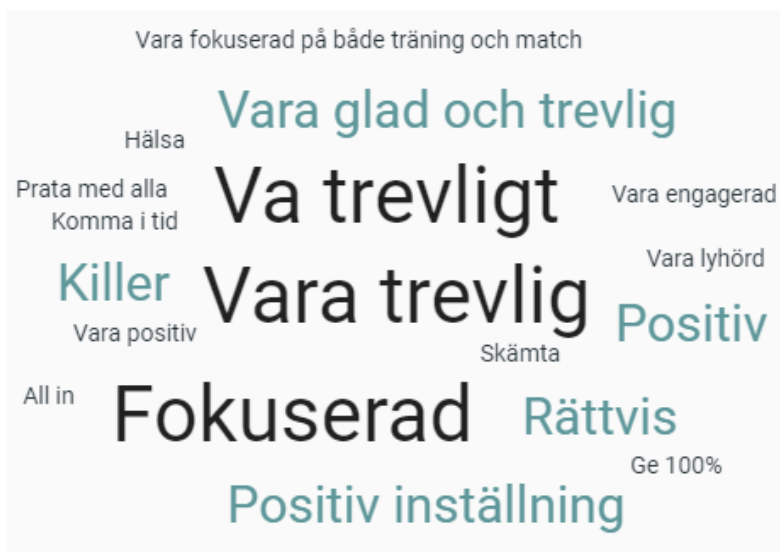 Vara fokuserad på både träning och match
Vara glad och trevlig
Hälsa
Va trevligt
Prata med alla
Vara engagerad
Komma i tid
Vara lyhörd
Killer
Vara trevlig
Positiv
Vara positiv
Skämta
All in
Fokuserad
Rättvis
Ge 100%
Positiv inställning